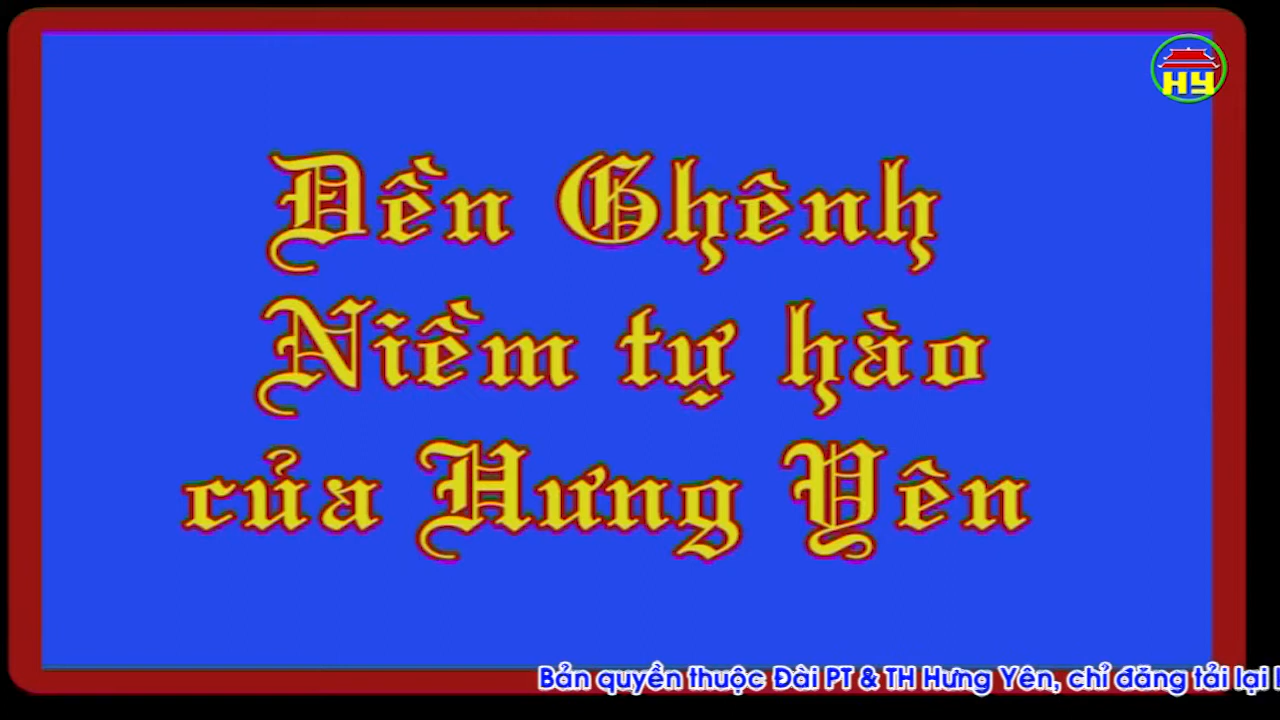 HY
Đền Ghênh
Niềm tự hào
của Hưng Yên
Bản quyền thuộc Đài PT & TH Hưng Yên, chỉ đăng tải lại